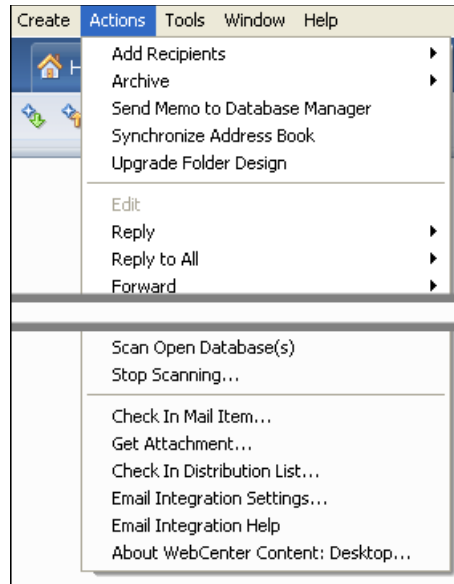 Create Actions Tools Window Help
H
Add Recipients
Archive
Send Memo to Database Manager
Synchronize Address Book
Upgrade Folder Design
Edit
Reply
Reply to All
Forward
Scan Open Database(s)
Stop Scanning...
Check In Mail Item...
Get Attachment...
Check In Distribution List...
Email Integration Settings...
Email Integration Help
About WebCenter Content: Desktop...